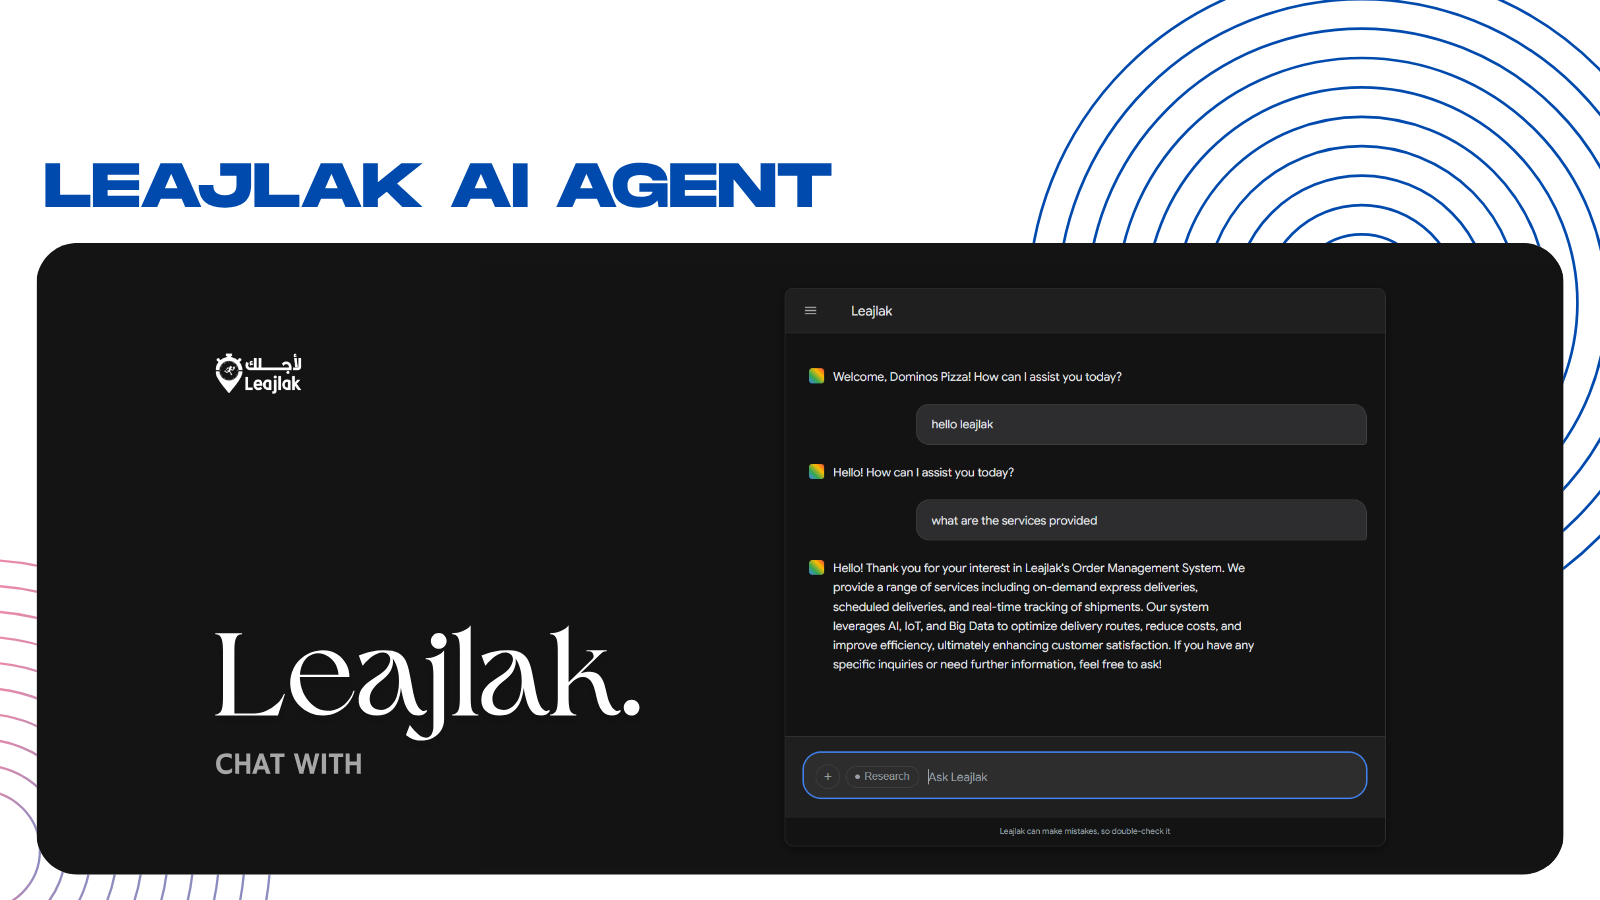 LEAJLAK AI AGENT
لأجلك
Leajlak
Leajlak.
CHAT WITH
Leajlak
Welcome, Dominos Pizza! How can I assist you today?
hello leajlak
Hello! How can I assist you today?
what are the services provided
Hello! Thank you for your interest in Leajlak's Order Management System. We
provide a range of services including on-demand express deliveries,
scheduled deliveries, and real-time tracking of shipments. Our system
leverages AI, IoT, and Big Data to optimize delivery routes, reduce costs, and
improve efficiency, ultimately enhancing customer satisfaction. If you have any
specific inquiries or need further information, feel free to ask!
+ • Research Ask Leajlak
Leajlak can make mistakes, so double-check it